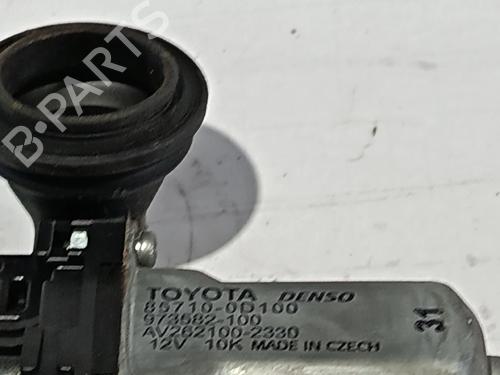 B-PARTS
TOYOTA DENSO
85710-0D100
973582-100
AV262100-2330
12V 10K MADE IN CZECH
31